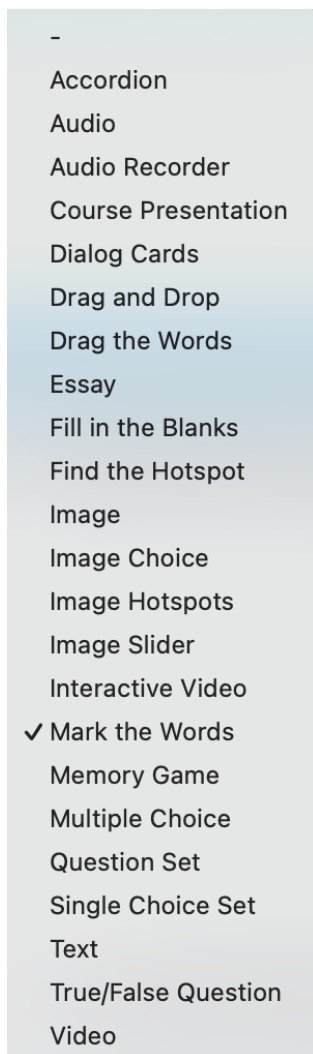 -
Accordion
Audio
Audio Recorder
Course Presentation
Dialog Cards
Drag and Drop
Drag the Words
Essay
Fill in the Blanks
Find the Hotspot
Image
Image Choice
Image Hotspots
Image Slider
Interactive Video
✓ Mark the Words
Memory Game
Multiple Choice
Question Set
Single Choice Set
Text
True/False Question
Video